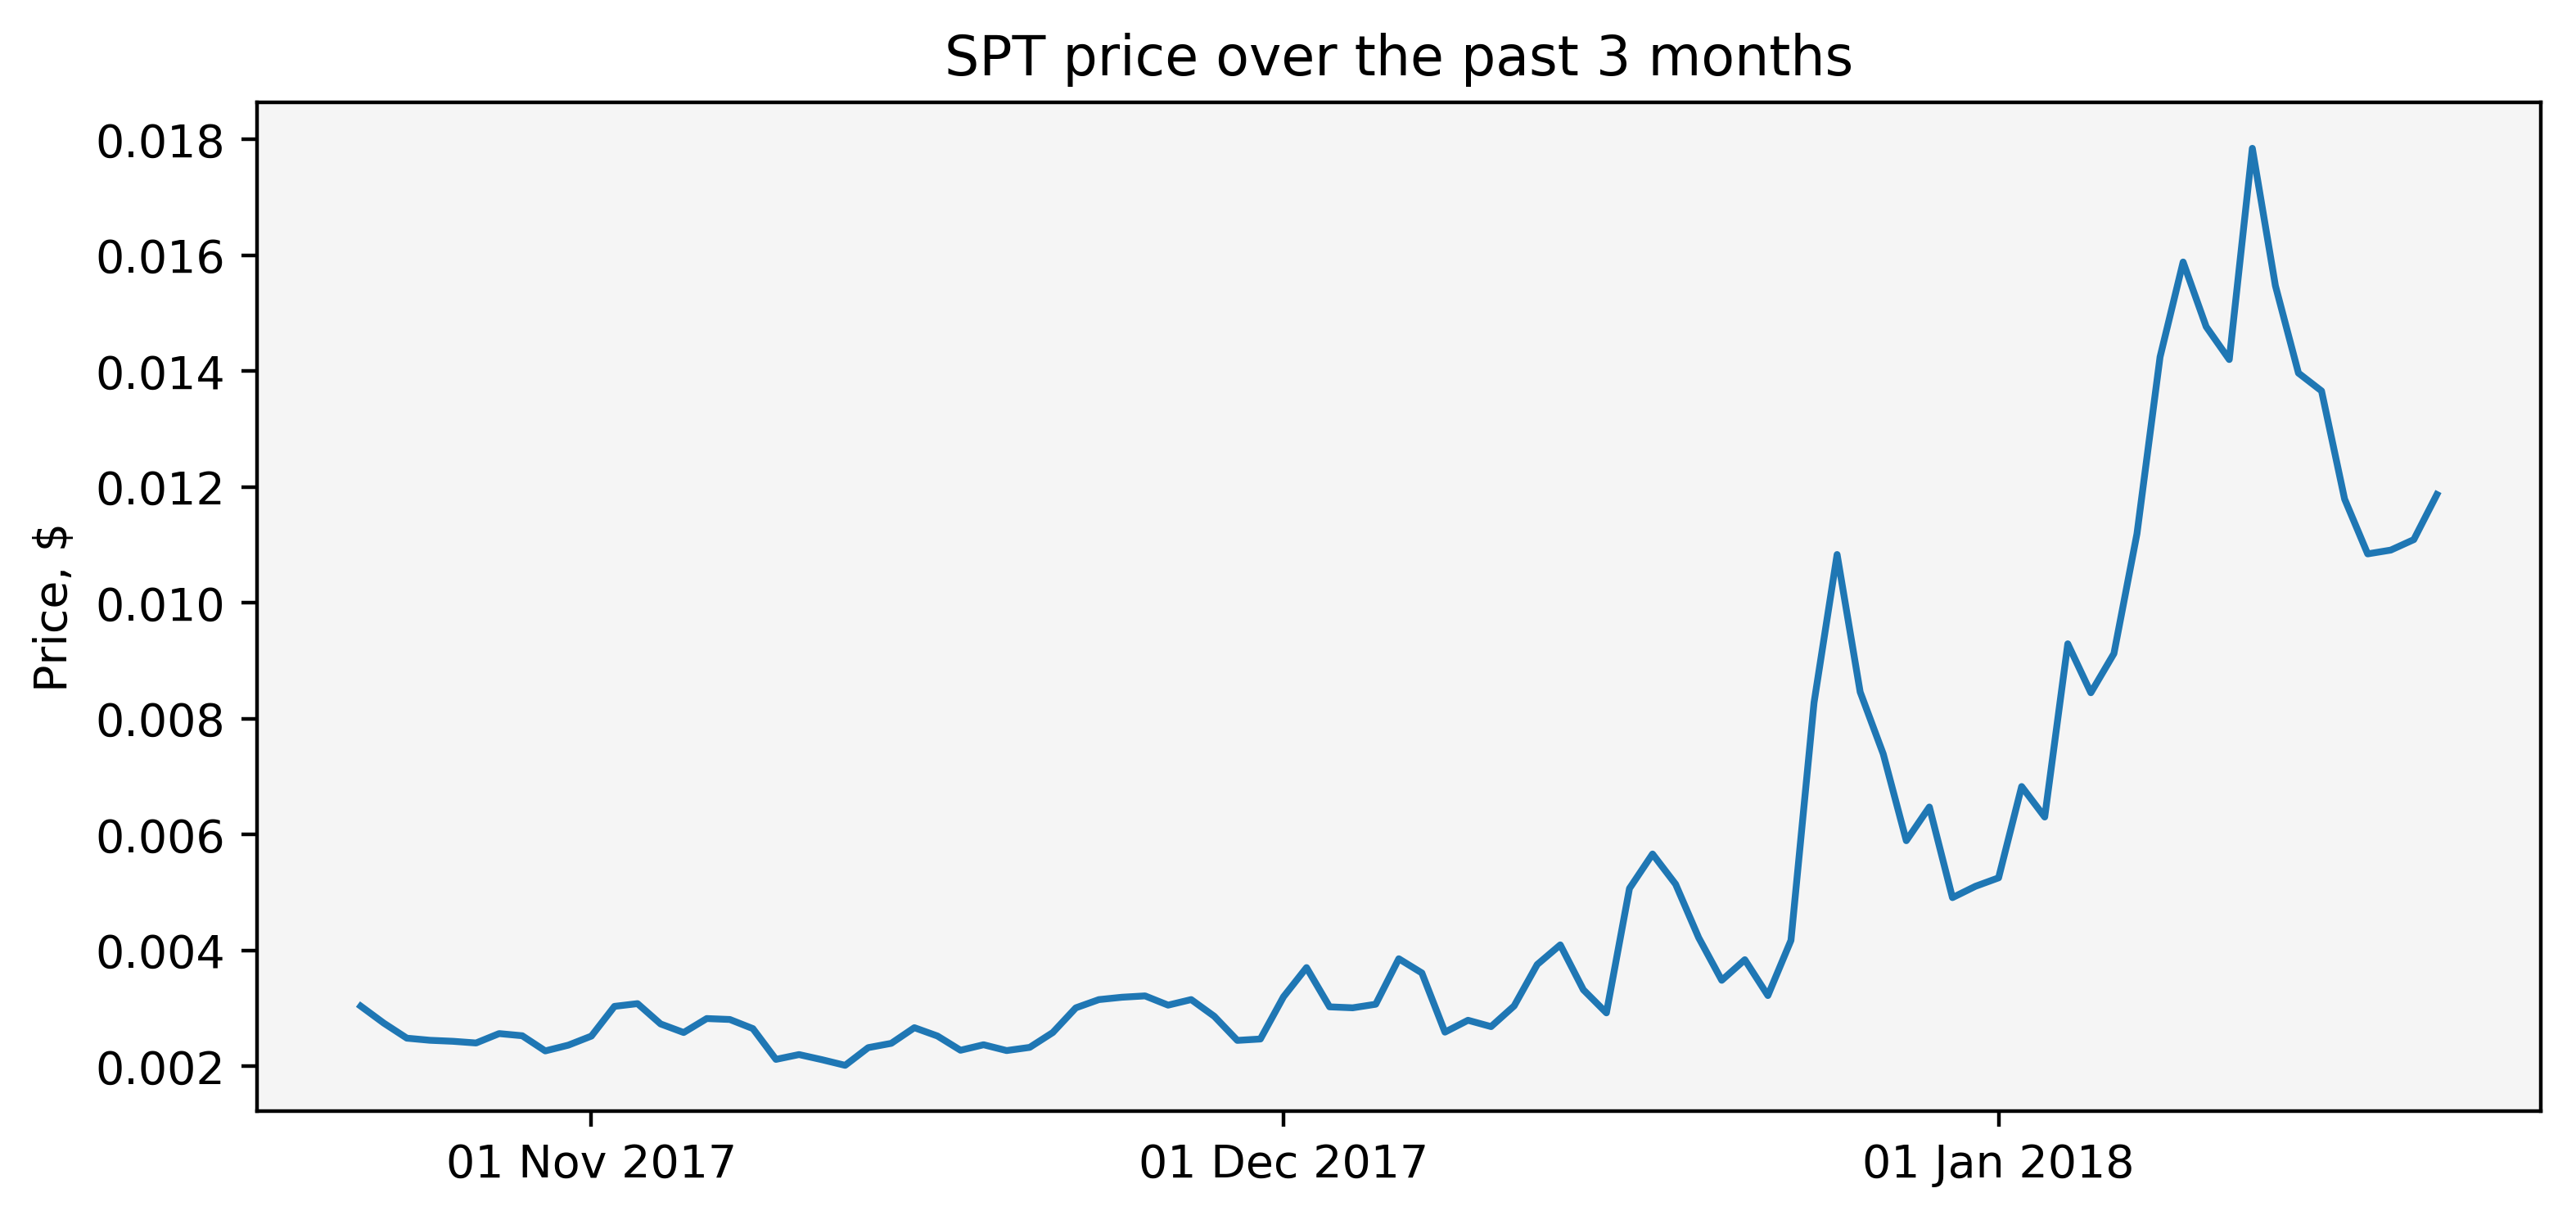 SPT price over the past 3 months
0.018
0.016
0.014
0.012
0.010
0.008
0.006
0.004
0.002
Price, $
01 Nov 2017
01 Dec 2017
01 Jan 2018